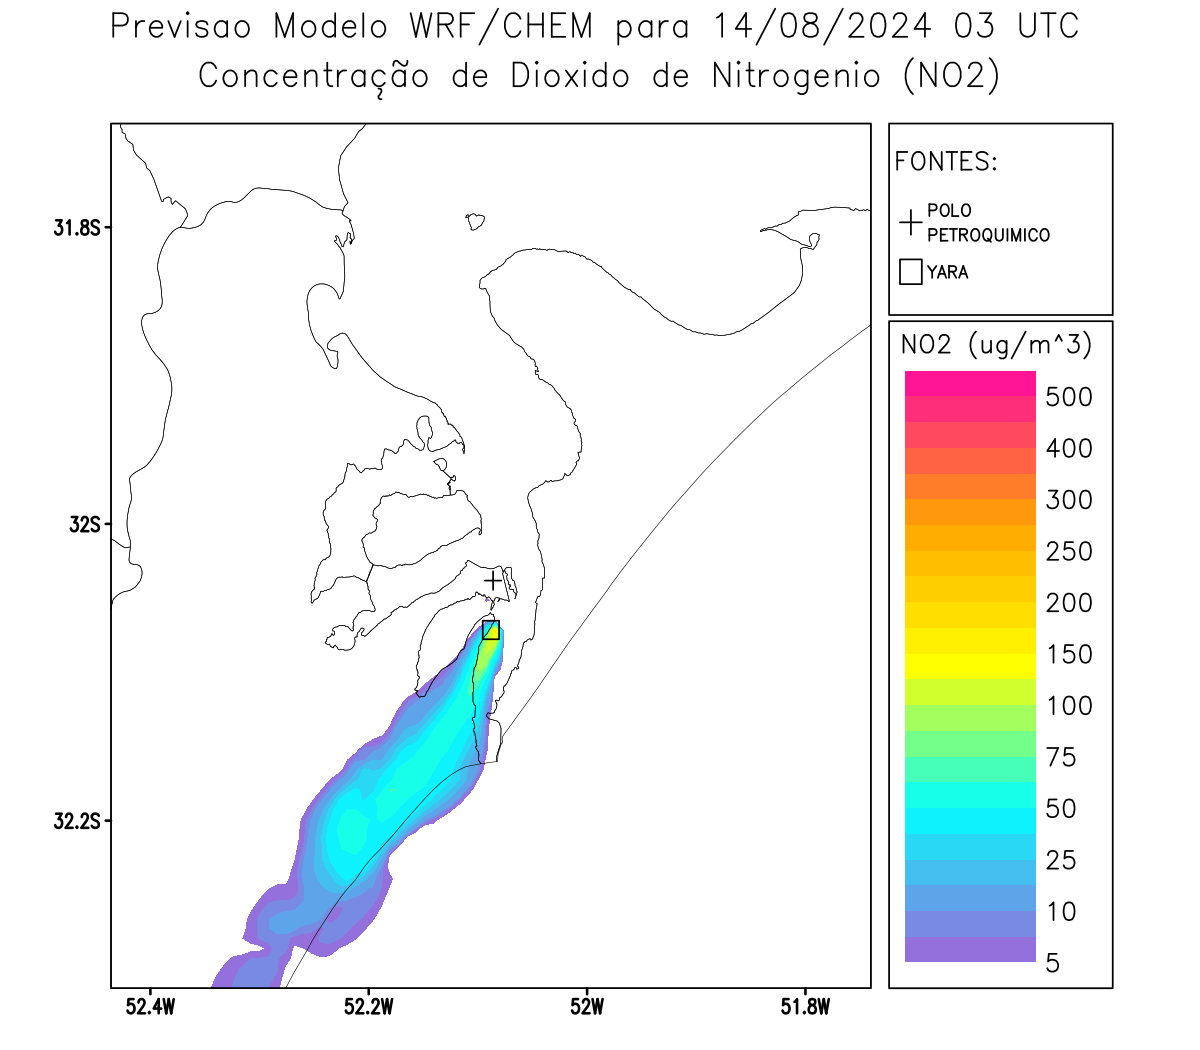 Previsao Modelo WRF/CHEM para 14/08/2024 03 UTC
Concentração de Dioxido de Nitrogenio (NO2)
FONTES:
POLO
PETROQUIMICO
YARA
NO2 (ug/m^3)
500
400
300
250
200
150
100
75
50
25
10
5
31.8S
32S
32.2S
52.4W
52.2W
52W
51.8W